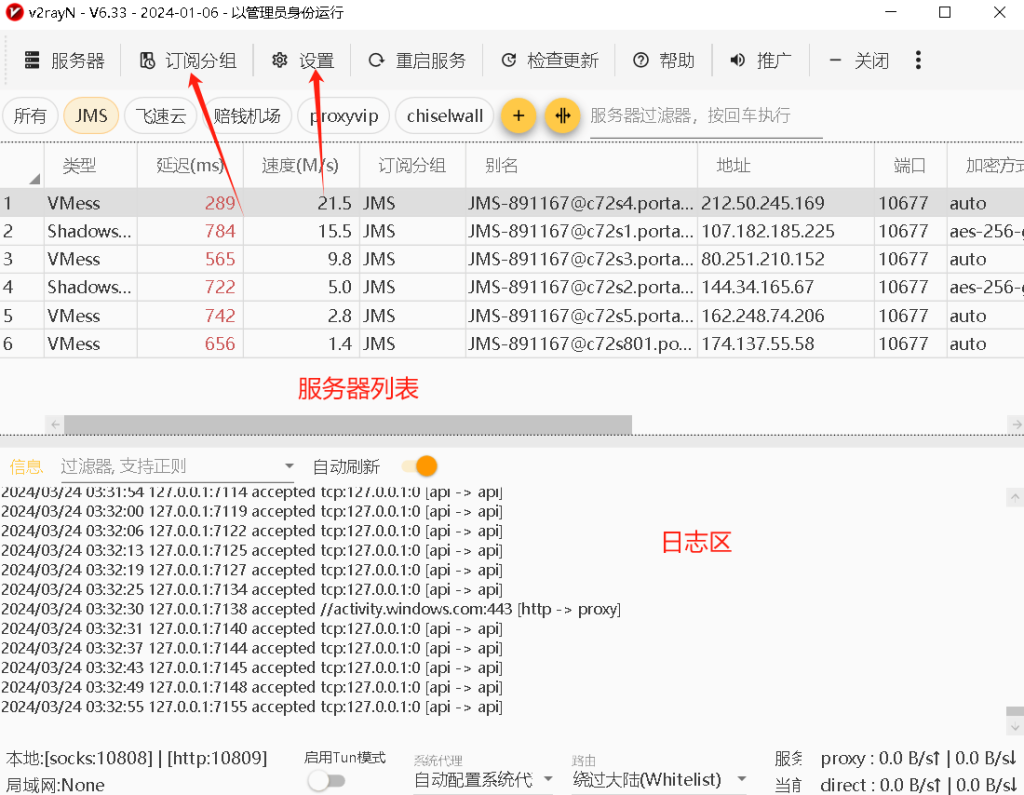 v2rayN - V6.33 - 2024-01-06 - 以管理员身份运行
服务器 订阅分组 设置 重启服务 检查更新 帮助 推广 关闭
所有 JMS 飞速云 赔钱机场 proxyvip chiselwall + 服务器过滤器，按回车执行
类型 延迟(ms) 速度(M/s) 订阅分组 别名 地址 端口 加密方式
1 VMess 289 21.5 JMS JMS-891167@c72s4.porta... 212.50.245.169 10677 auto
2 Shadows... 784 15.5 JMS JMS-891167@c72s1.porta... 107.182.185.225 10677 aes-256-g
3 VMess 565 9.8 JMS JMS-891167@c72s3.porta... 80.251.210.152 10677 auto
4 Shadows... 722 5.0 JMS JMS-891167@c72s2.porta... 144.34.165.67 10677 aes-256-g
5 VMess 742 2.8 JMS JMS-891167@c72s5.porta... 162.248.74.206 10677 auto
6 VMess 656 1.4 JMS JMS-891167@c72s801.po... 174.137.55.58 10677 auto
服务器列表
信息 过滤器, 支持正则 自动刷新
2024/03/24 03:31:54 127.0.0.1:7114 accepted tcp:127.0.0.1:0 [api -> api]
2024/03/24 03:32:00 127.0.0.1:7119 accepted tcp:127.0.0.1:0 [api -> api]
2024/03/24 03:32:06 127.0.0.1:7122 accepted tcp:127.0.0.1:0 [api -> api]
日志区
2024/03/24 03:32:13 127.0.0.1:7125 accepted tcp:127.0.0.1:0 [api -> api]
2024/03/24 03:32:19 127.0.0.1:7127 accepted tcp:127.0.0.1:0 [api -> api]
2024/03/24 03:32:25 127.0.0.1:7134 accepted tcp:127.0.0.1:0 [api -> api]
2024/03/24 03:32:30 127.0.0.1:7138 accepted //activity.windows.com:443 [http -> proxy]
2024/03/24 03:32:31 127.0.0.1:7140 accepted tcp:127.0.0.1:0 [api -> api]
2024/03/24 03:32:37 127.0.0.1:7144 accepted tcp:127.0.0.1:0 [api -> api]
2024/03/24 03:32:43 127.0.0.1:7145 accepted tcp:127.0.0.1:0 [api -> api]
2024/03/24 03:32:49 127.0.0.1:7148 accepted tcp:127.0.0.1:0 [api -> api]
2024/03/24 03:32:55 127.0.0.1:7155 accepted tcp:127.0.0.1:0 [api -> api]
本地:[socks:10808] | [http:10809] 启用Tun模式 系统代理 路由 服务 proxy : 0.0 B/s↑ | 0.0 B/s↓
局域网:None 自动配置系统代 绕过大陆(Whitelist) 当前 direct : 0.0 B/s↑ | 0.0 B/s↓